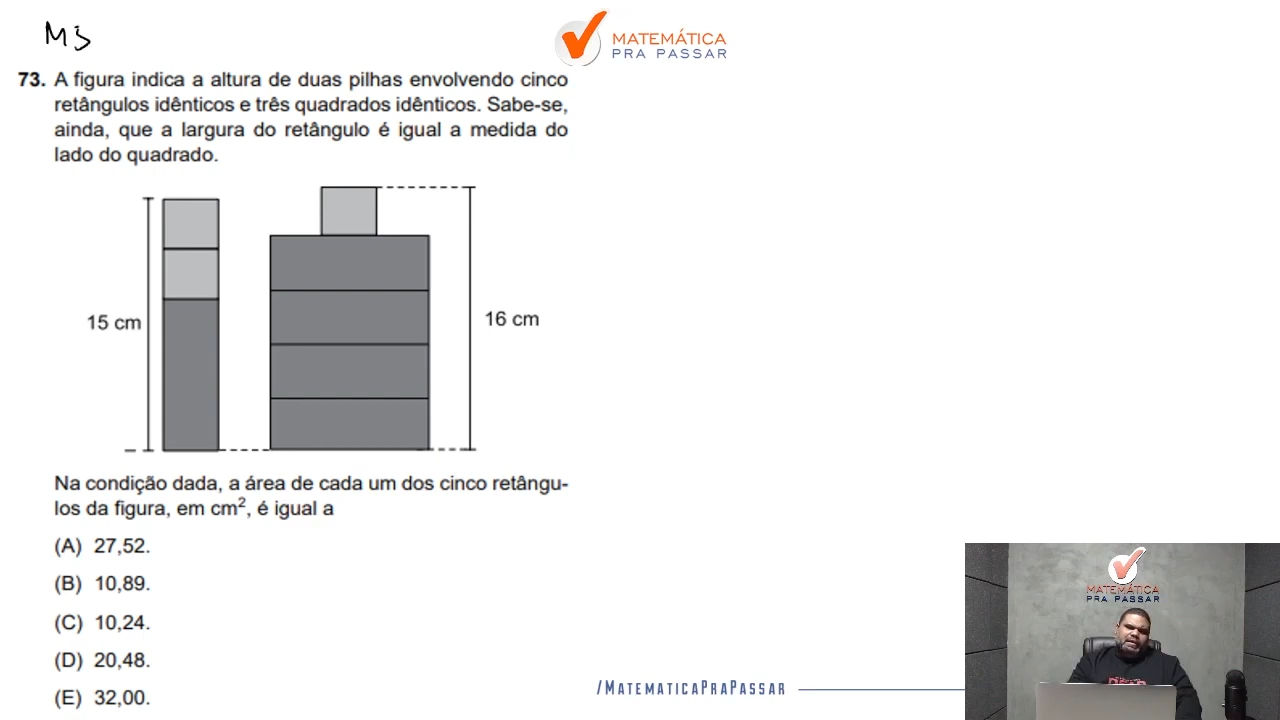 MJ
MATEMÁTICA
PRA PASSAR
73. A figura indica a altura de duas pilhas envolvendo cinco
retângulos idênticos e três quadrados idênticos. Sabe-se,
ainda, que a largura do retângulo é igual a medida do
lado do quadrado.
15 cm
16 cm
Na condição dada, a área de cada um dos cinco retângu-
los da figura, em cm², é igual a
(A) 27,52.
(B) 10,89.
(C) 10,24.
(D) 20,48.
(E) 32,00.
MATEMÁTICA
PRA PASSAR
/MATEMATICAPRAPASSAR